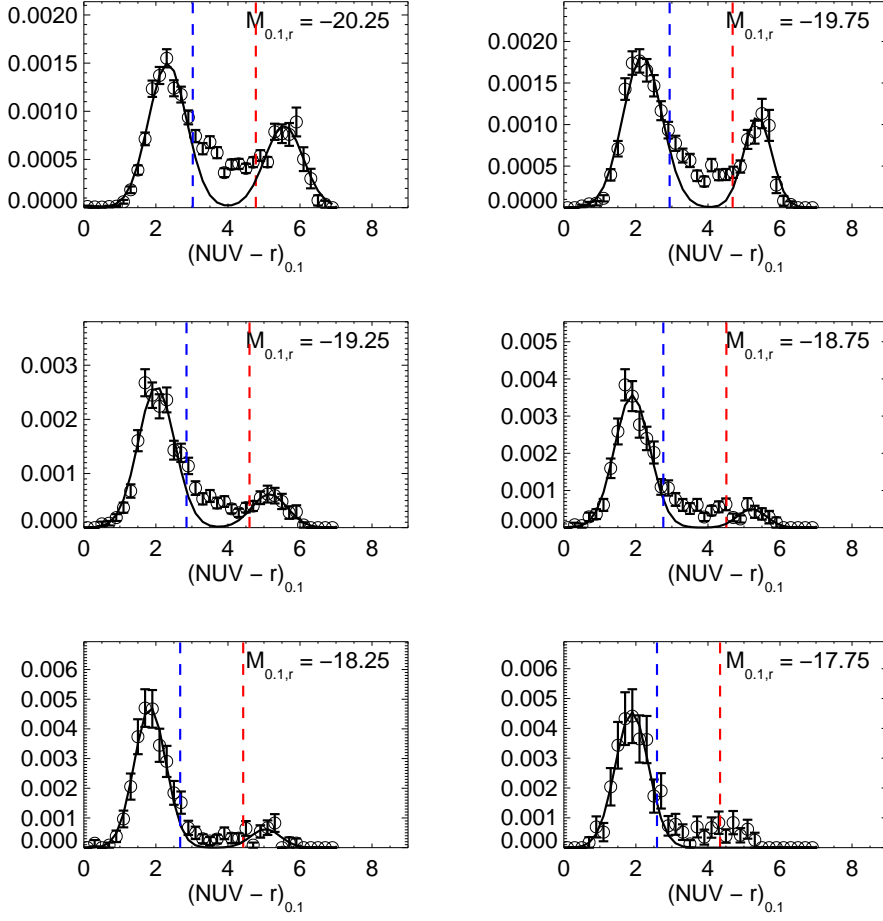 M0.1,r = −20.25
0.0020
0.0015
0.0010
0.0005
0.0000
0 2 4 6 8
(NUV − r)0.1
M0.1,r = −19.75
0.0020
0.0015
0.0010
0.0005
0.0000
0 2 4 6 8
(NUV − r)0.1
M0.1,r = −19.25
0.003
0.002
0.001
0.000
0 2 4 6 8
(NUV − r)0.1
M0.1,r = −18.75
0.005
0.004
0.003
0.002
0.001
0.000
0 2 4 6 8
(NUV − r)0.1
M0.1,r = −18.25
0.006
0.005
0.004
0.003
0.002
0.001
0.000
0 2 4 6 8
(NUV − r)0.1
M0.1,r = −17.75
0.006
0.005
0.004
0.003
0.002
0.001
0.000
0 2 4 6 8
(NUV − r)0.1